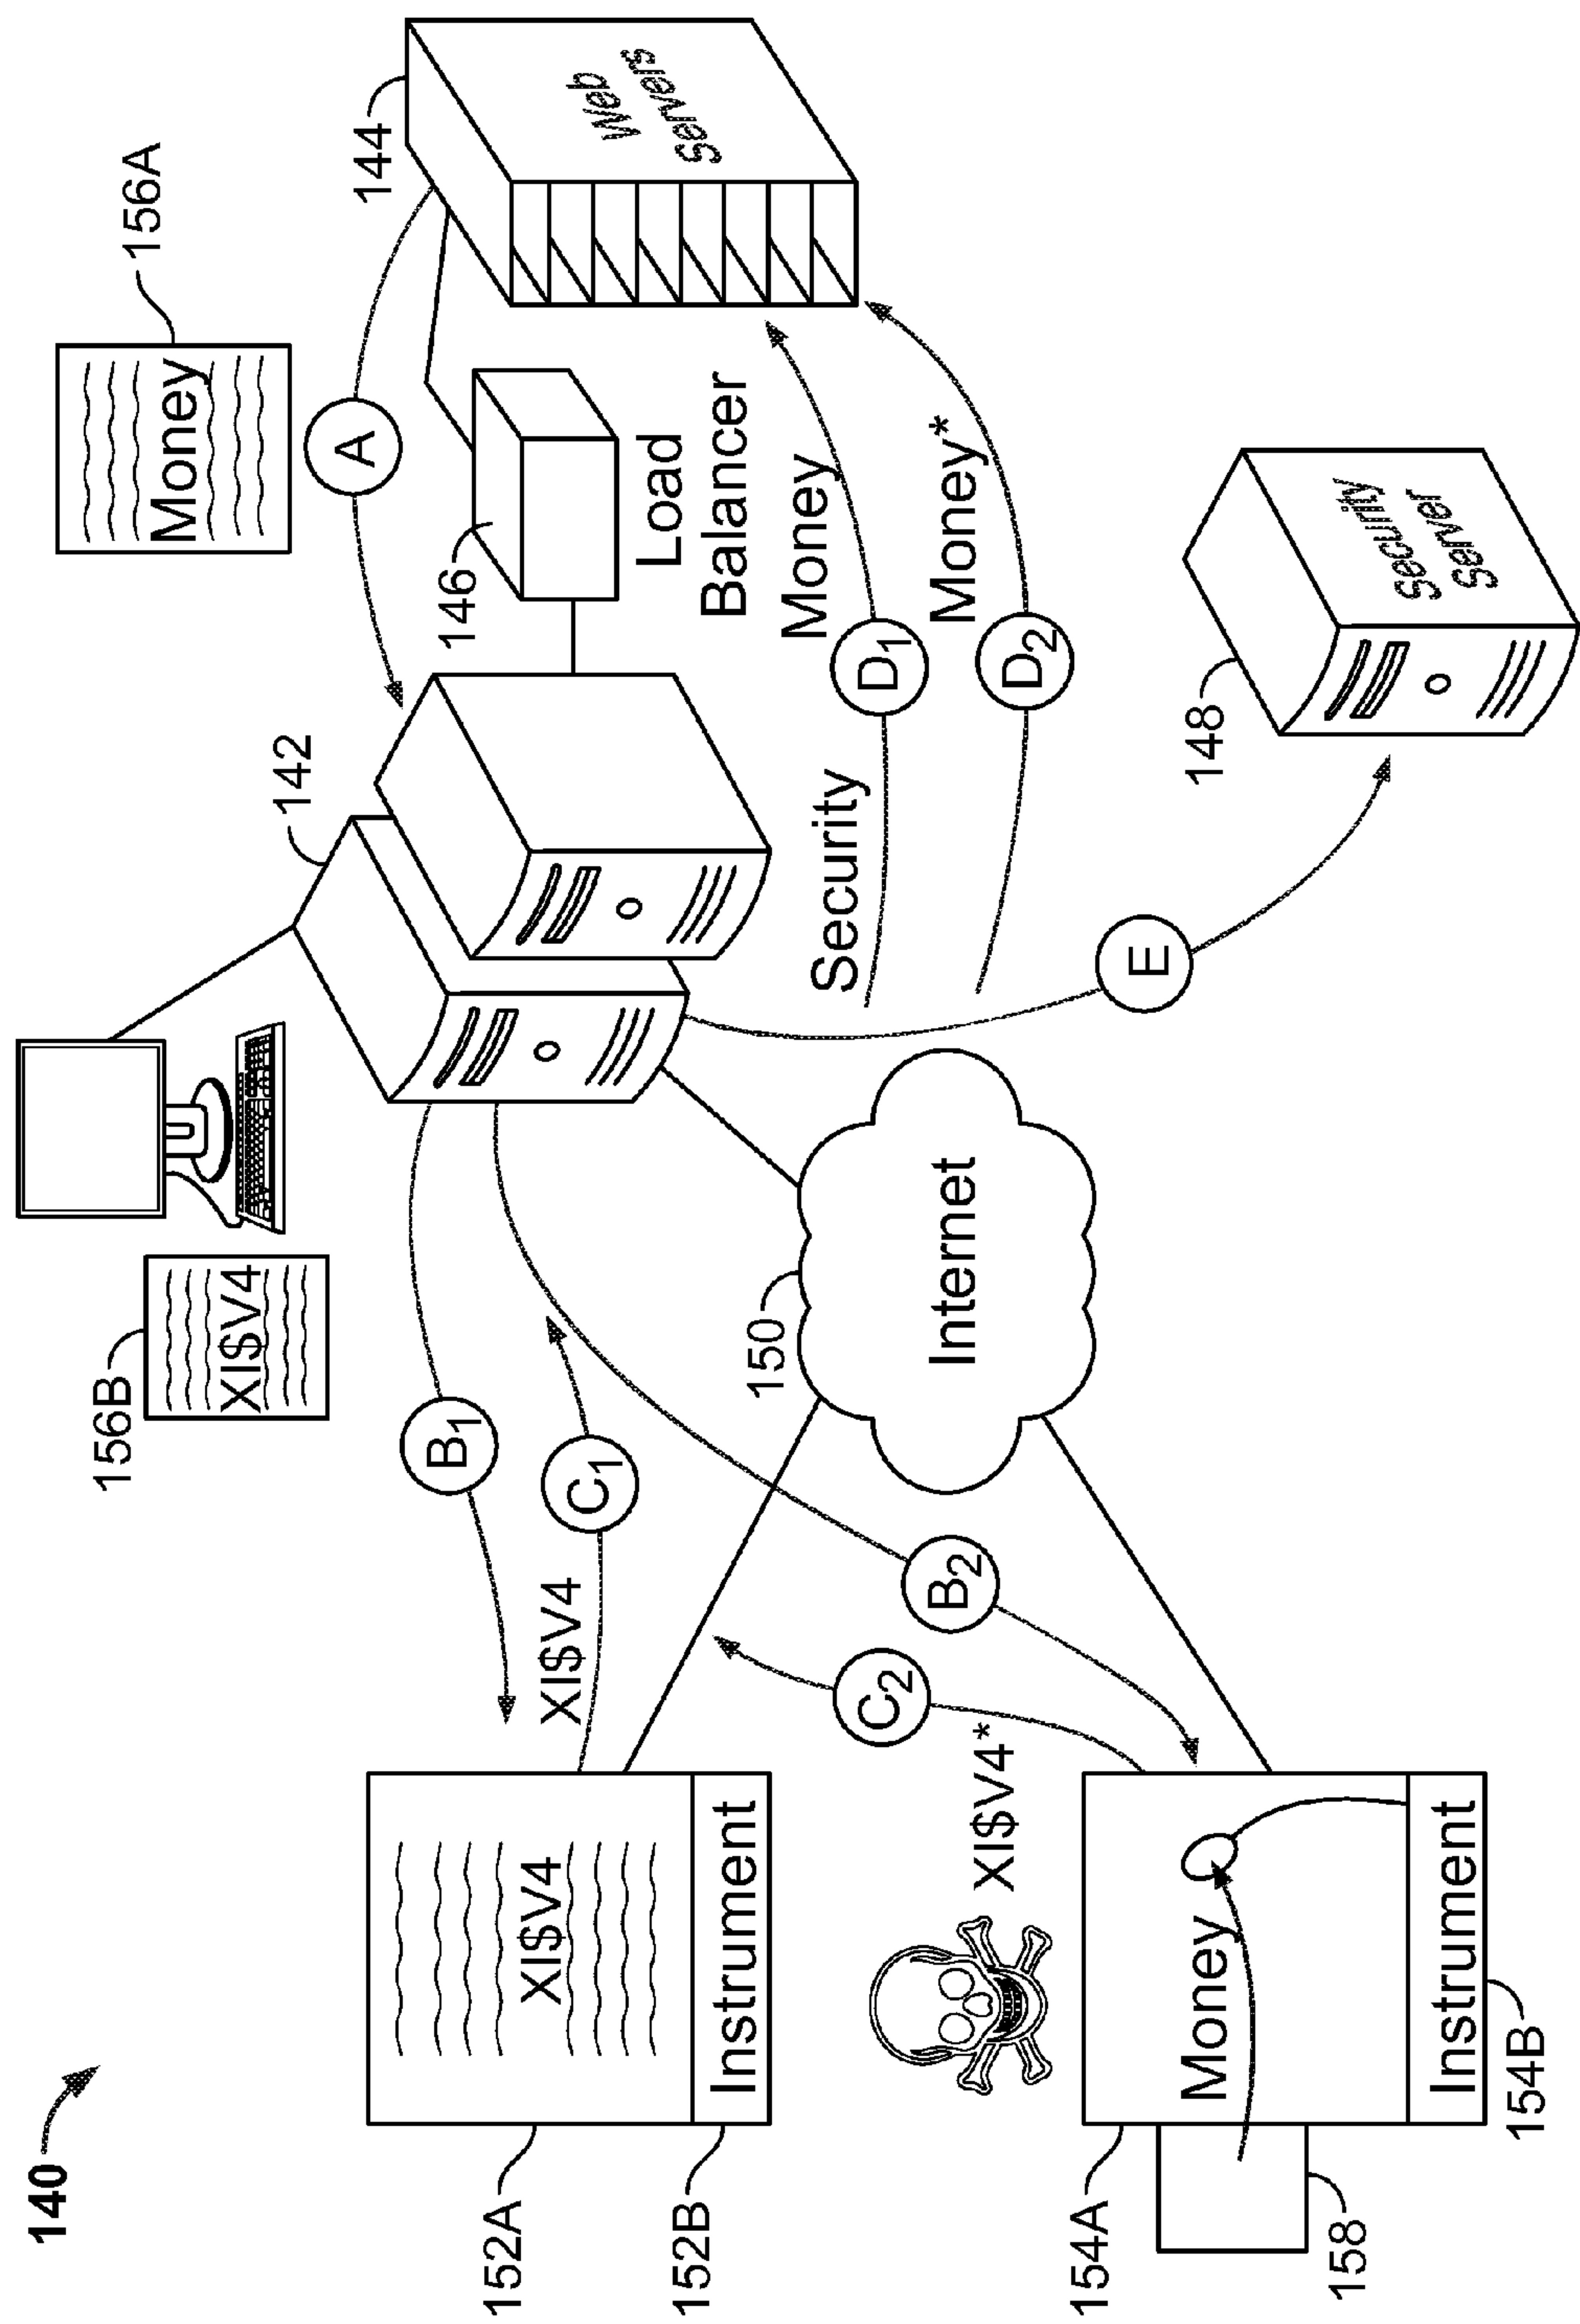 140
156A
Money
A
144
Web
Servers
142
146
Load
Balancer
156B
XI$V4
B1
C1
XI$V4
Security
Money
D1
Money*
D2
152A
XI$V4
Instrument
152B
150
Internet
B2
C2
E
148
Security
Server
XI$V4*
154A
Money
Instrument
154B
158